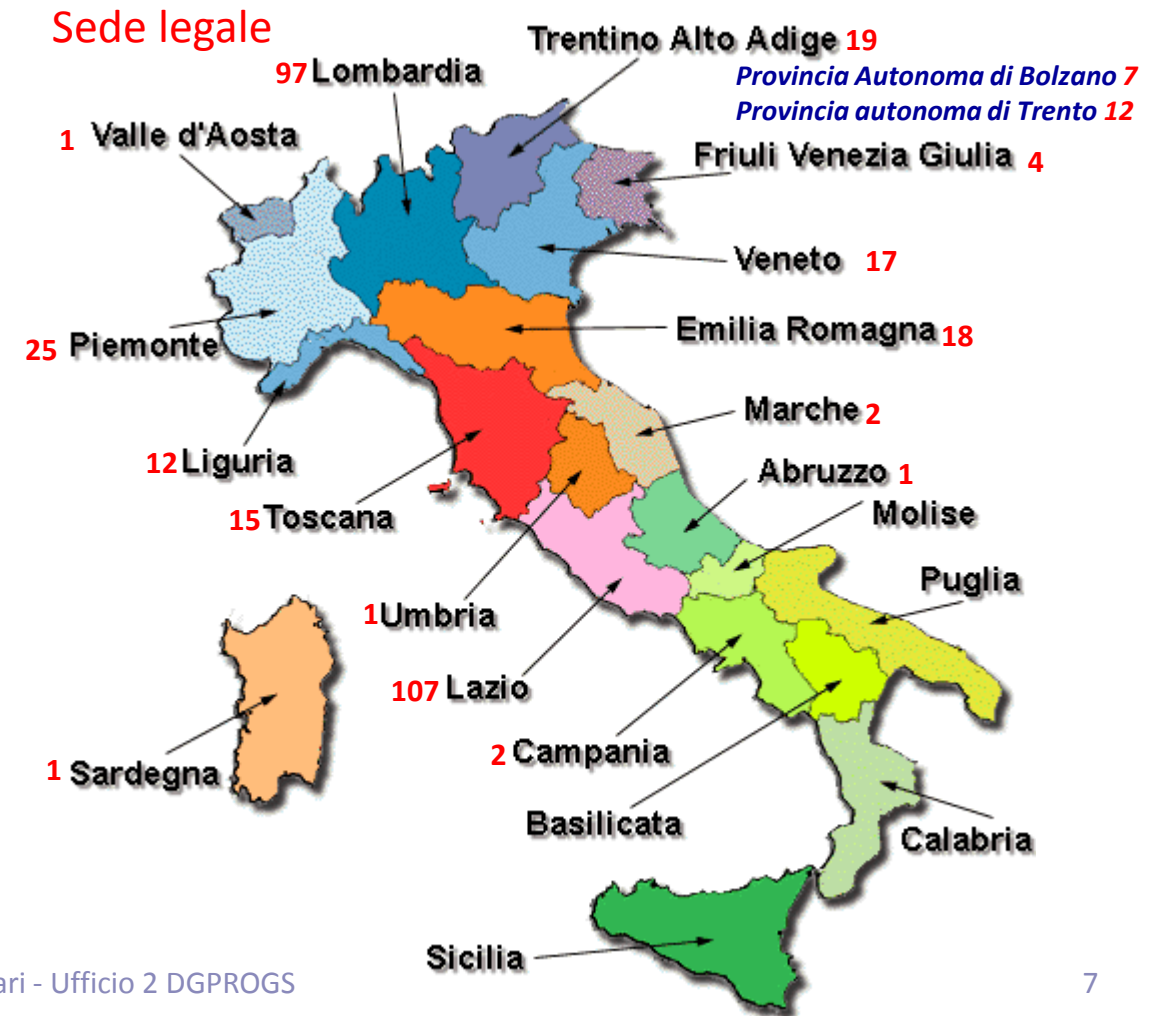 Sede legale
Trentino Alto Adige 19
97 Lombardia
Provincia Autonoma di Bolzano 7
Provincia autonoma di Trento 12
1 Valle d'Aosta
Friuli Venezia Giulia 4
Veneto 17
25 Piemonte
Emilia Romagna 18
Marche 2
12 Liguria
Abruzzo 1
15 Toscana
Molise
Puglia
1 Umbria
107 Lazio
2 Campania
1 Sardegna
Basilicata
Calabria
Sicilia
ari - Ufficio 2 DGPROGS
7